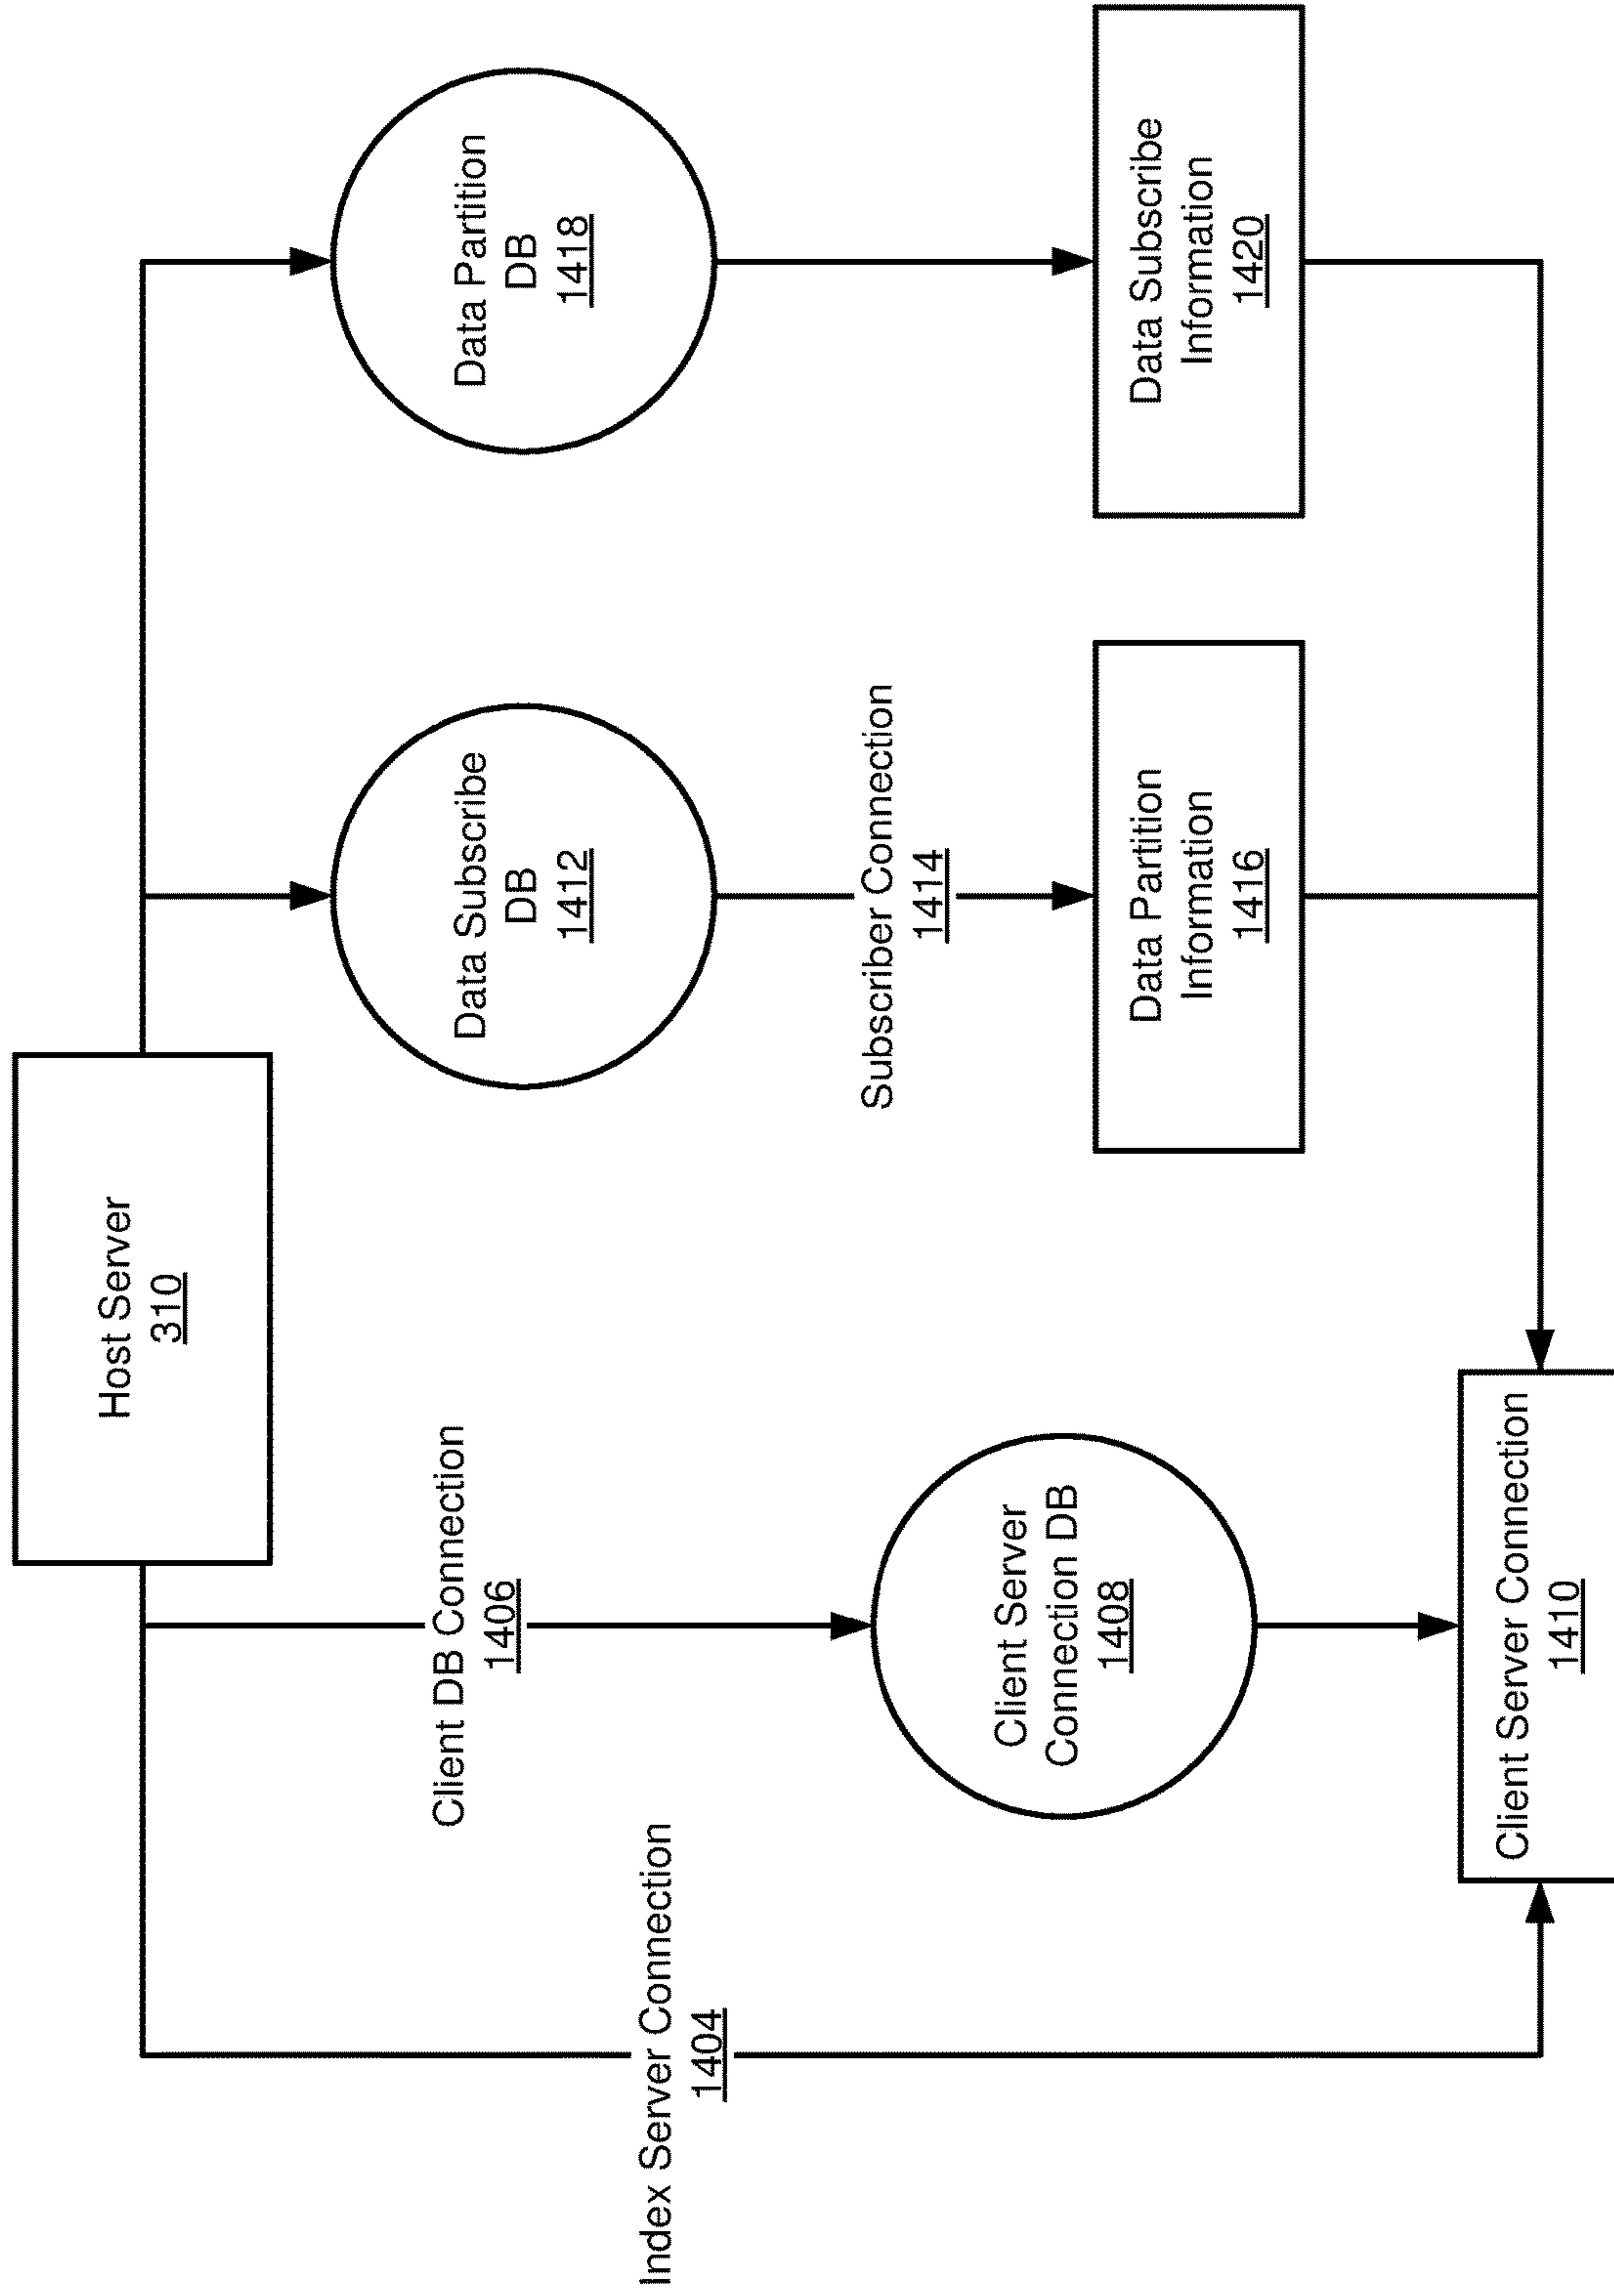 Host Server
310
Client DB Connection
1406
Data Subscribe
DB
1412
Data Partition
DB
1418
Index Server Connection
1404
Subscriber Connection
1414
Client Server
Connection DB
1408
Data Partition
Information
1416
Data Subscribe
Information
1420
Client Server Connection
1410